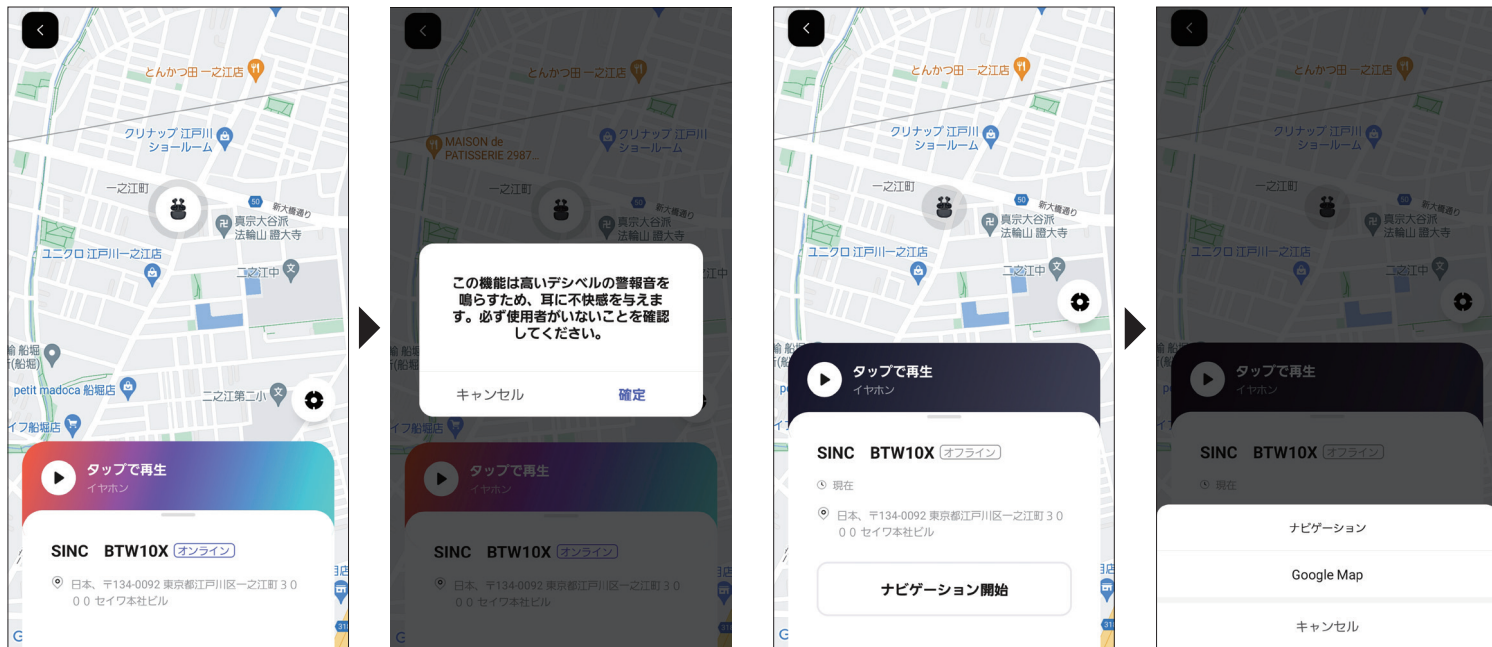 とんかつ田 一之江店
クリナップ 江戸川
ショールーム
一之江町
50
新大橋通り
真宗大谷派
法輪山 證大寺
ユニクロ 江戸川一之江店
二之江中
船堀
(船堀)
petit madoca 船堀店
二之江第二小
イフ船堀店
タップで再生
イヤホン
SINC BTW10X オンライン
日本、〒134-0092 東京都江戸川区一之江町３０
００ セイワ本社ビル
G
とんかつ田 一之江店
MAISON de
PATISSERIE 2987...
クリナップ 江戸川
ショールーム
一之江町
50
新大橋通り
真宗大谷派
法輪山 證大寺
この機能は高いデシベルの警報音を
鳴らすため、耳に不快感を与えま
す。必ず使用者がいないことを確認
してください。
キャンセル
確定
イフ船堀店
タップで再生
イヤホン
SINC BTW10X オンライン
日本、〒134-0092 東京都江戸川区一之江町３０
００ セイワ本社ビル
G
とんかつ田 一之江店
クリナップ 江戸川
ショールーム
一之江町
50
新大橋通り
真宗大谷派
法輪山 證大寺
ユニクロ 江戸川一之江店
二之江中
タップで再生
イヤホン
SINC BTW10X オフライン
現在
日本、〒134-0092 東京都江戸川区一之江町３０
００ セイワ本社ビル
ナビゲーション開始
G
とんかつ田 一之江店
クリナップ 江戸川
ショールーム
一之江町
50
新大橋通り
真宗大谷派
法輪山 證大寺
ユニクロ 江戸川一之江店
二之江中
タップで再生
イヤホン
SINC BTW10X オフライン
現在
ナビゲーション
Google Map
キャンセル